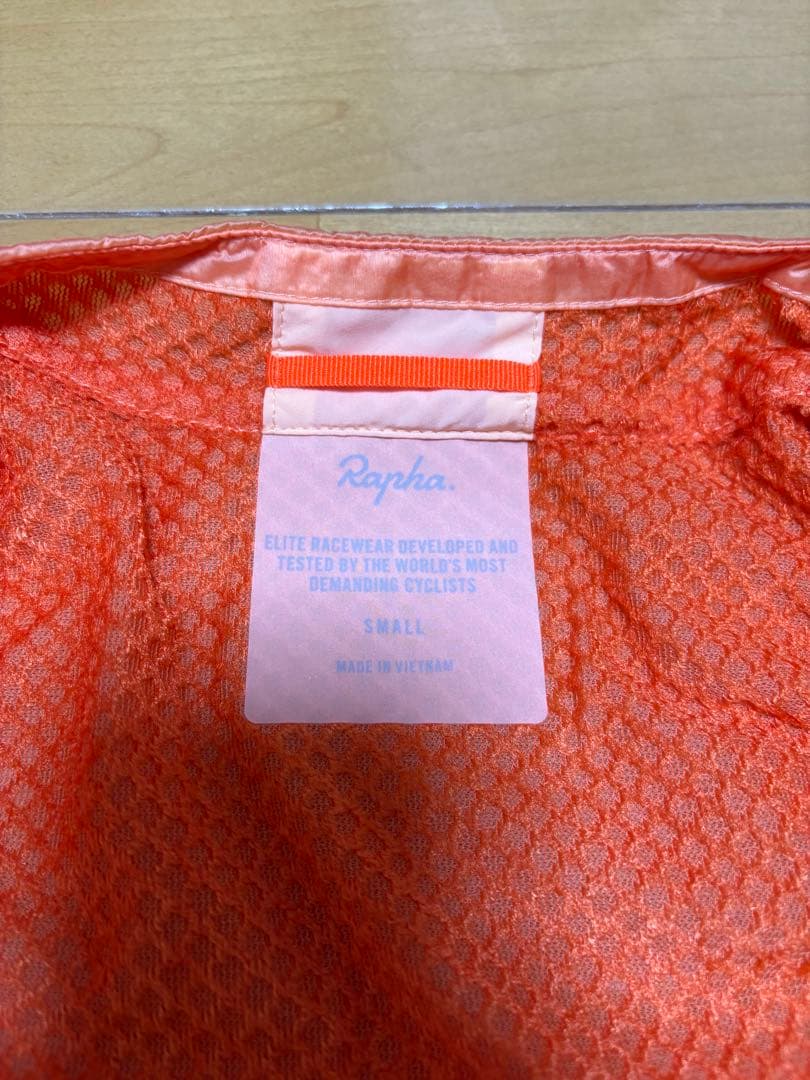 Rapha.
ELITE RACEWEAR DEVELOPED AND
TESTED BY THE WORLD'S MOST
DEMANDING CYCLISTS
SMALL
MADE IN VIETNAM